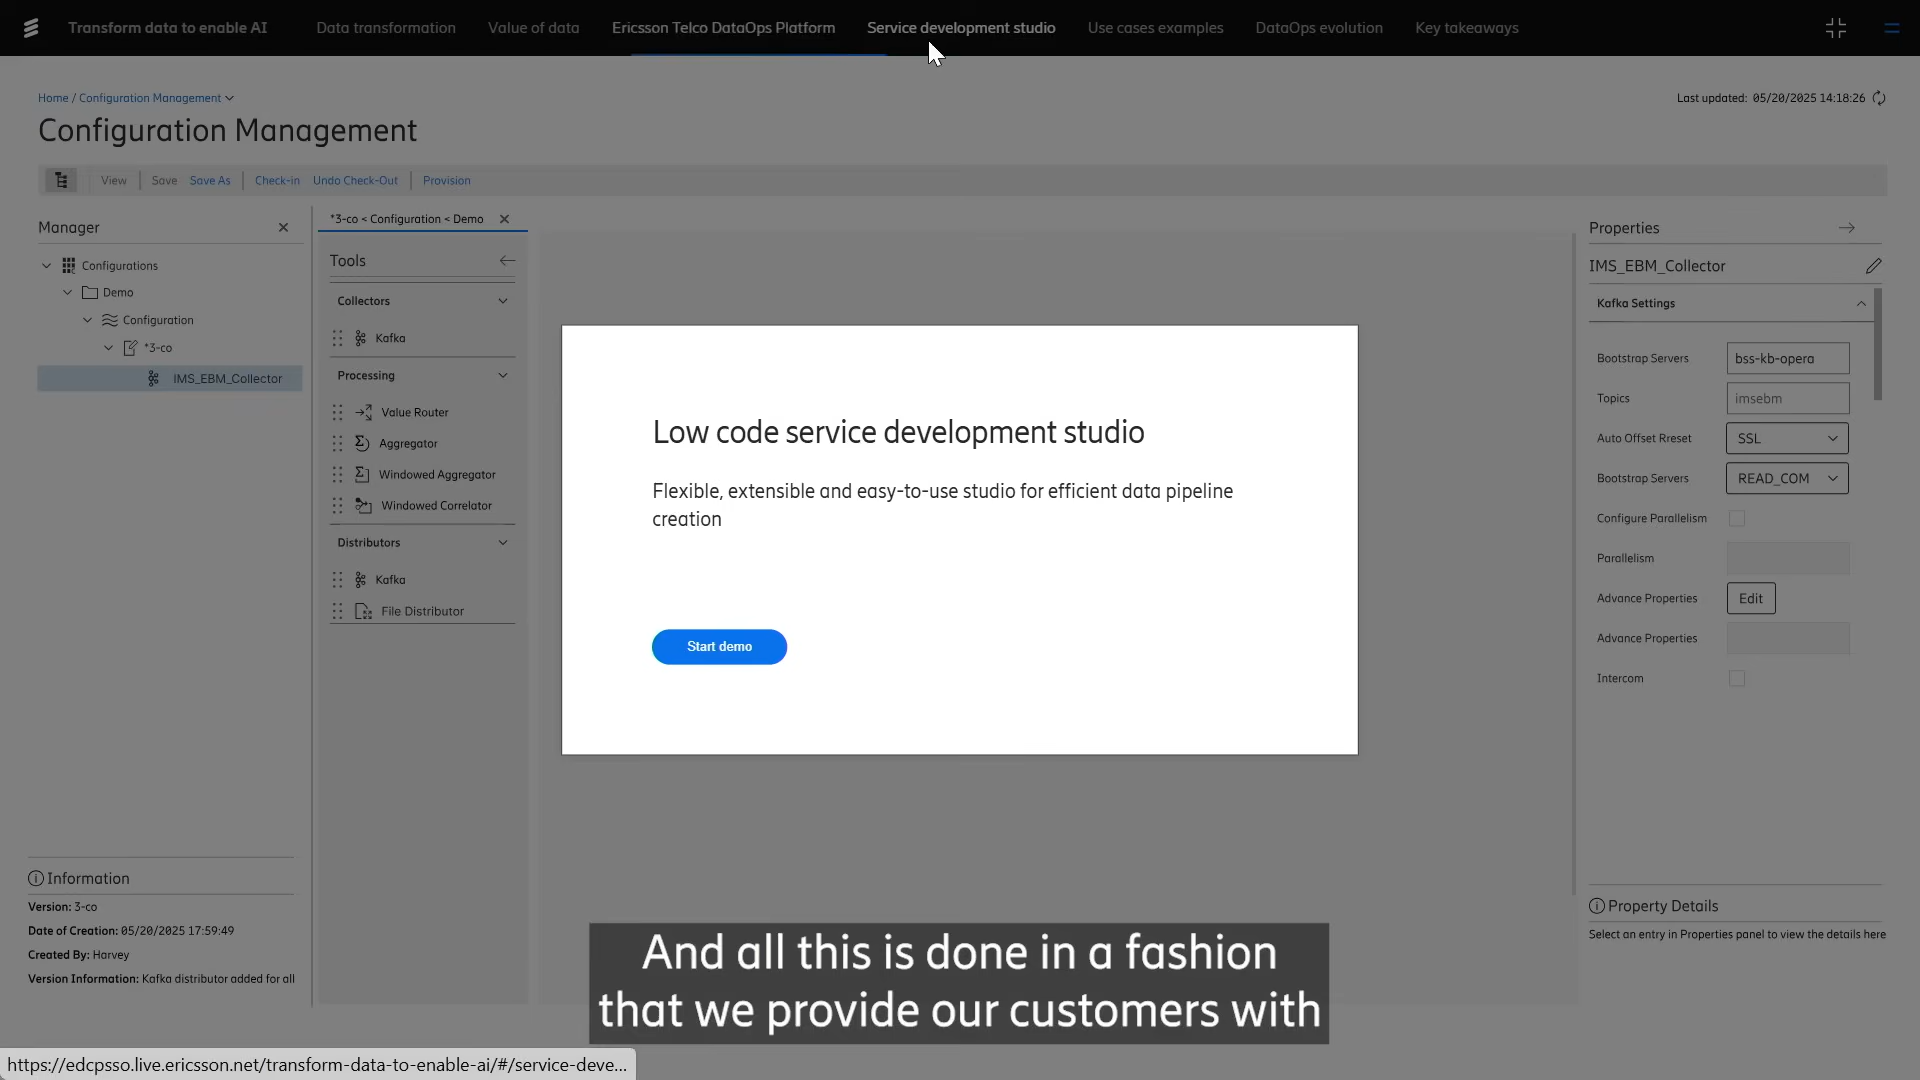 Transform data to enable AI
Data transformation
Value of data
Ericsson Telco DataOps Platform
Service development studio
Use cases examples
DataOps evolution
Key takeaways
Home / Configuration Management
Last updated: 05/20/2025 14:18:26
Configuration Management
View
Save
Save As
Check-in
Undo Check-Out
Provision
Manager
Configurations
Demo
Configuration
*3-co
IMS_EBM_Collector
*3-co < Configuration < Demo
Tools
Collectors
Kafka
Processing
Value Router
Aggregator
Windowed Aggregator
Windowed Correlator
Distributors
Kafka
File Distributor
Low code service development studio
Flexible, extensible and easy-to-use studio for efficient data pipeline
creation
Start demo
Properties
IMS_EBM_Collector
Kafka Settings
Bootstrap Servers
bss-kb-opera
Topics
imsebm
Auto Offset Rreset
SSL
Bootstrap Servers
READ_COM
Configure Parallelism
Parallelism
Advance Properties
Edit
Advance Properties
Intercom
Information
Version: 3-co
Date of Creation: 05/20/2025 17:59:49
Created By: Harvey
Version Information: Kafka distributor added for all
Property Details
Select an entry in Properties panel to view the details here
And all this is done in a fashion
that we provide our customers with
https://edcpsso.live.ericsson.net/transform-data-to-enable-ai/#/service-deve...